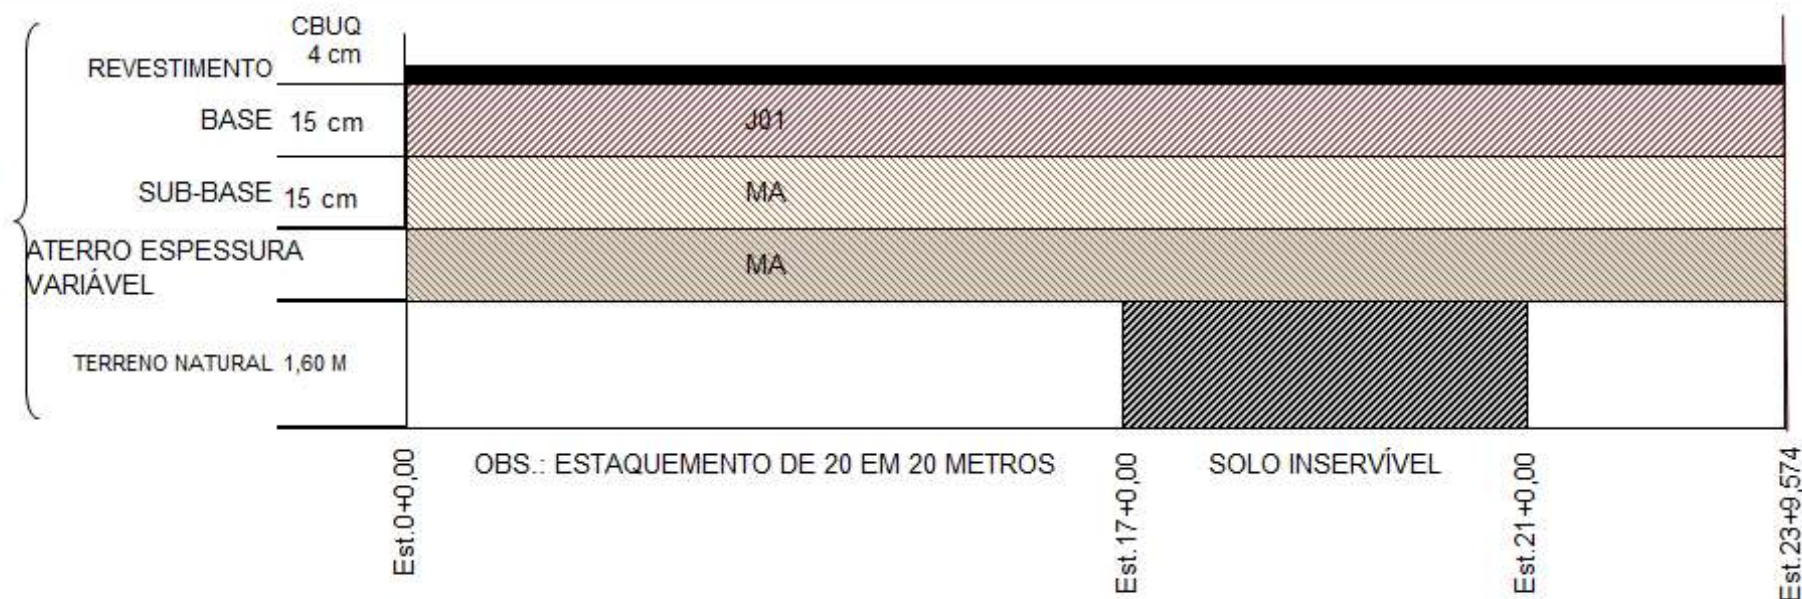 CBUQ
4 cm
REVESTIMENTO
BASE 15 cm
J01
SUB-BASE 15 cm
MA
ATERRO ESPESSURA
VARIÁVEL
MA
TERRENO NATURAL 1,60 M
OBS.: ESTAQUEMENTO DE 20 EM 20 METROS
SOLO INSERVÍVEL
Est.0+0,00
Est.17+0,00
Est.21+0,00
Est.23+9,574